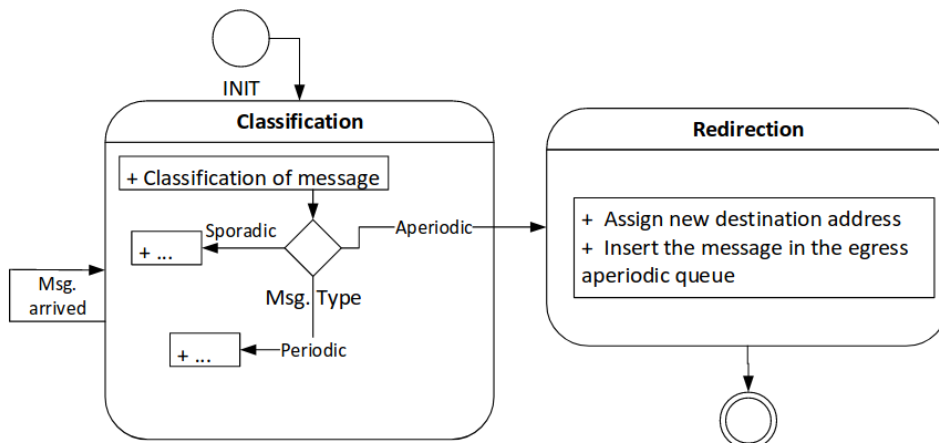 INIT
Classification
+ Classification of message
Sporadic
Aperiodic
+ ...
Msg. Type
Periodic
+ ...
Msg.
arrived
Redirection
+ Assign new destination address
+ Insert the message in the egress
aperiodic queue